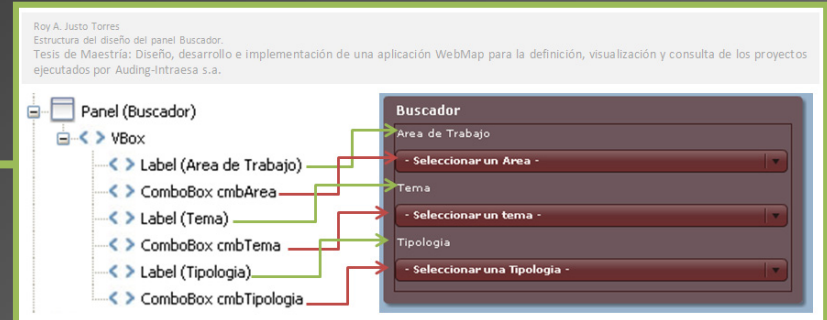 Roy A. Justo Torres
Estructura del diseño del panel Buscador.
Tesis de Maestría: Diseño, desarrollo e implementación de una aplicación WebMap para la definición, visualización y consulta de los proyectos
ejecutados por Auding-Intraesa s.a.
Panel (Buscador)
VBox
Label (Area de Trabajo)
ComboBox cmbArea
Label (Tema)
ComboBox cmbTema
Label (Tipologia)
ComboBox cmbTipologia
Buscador
Area de Trabajo
- Seleccionar un Area -
Tema
- Seleccionar un tema -
Tipologia
- Seleccionar una Tipologia -